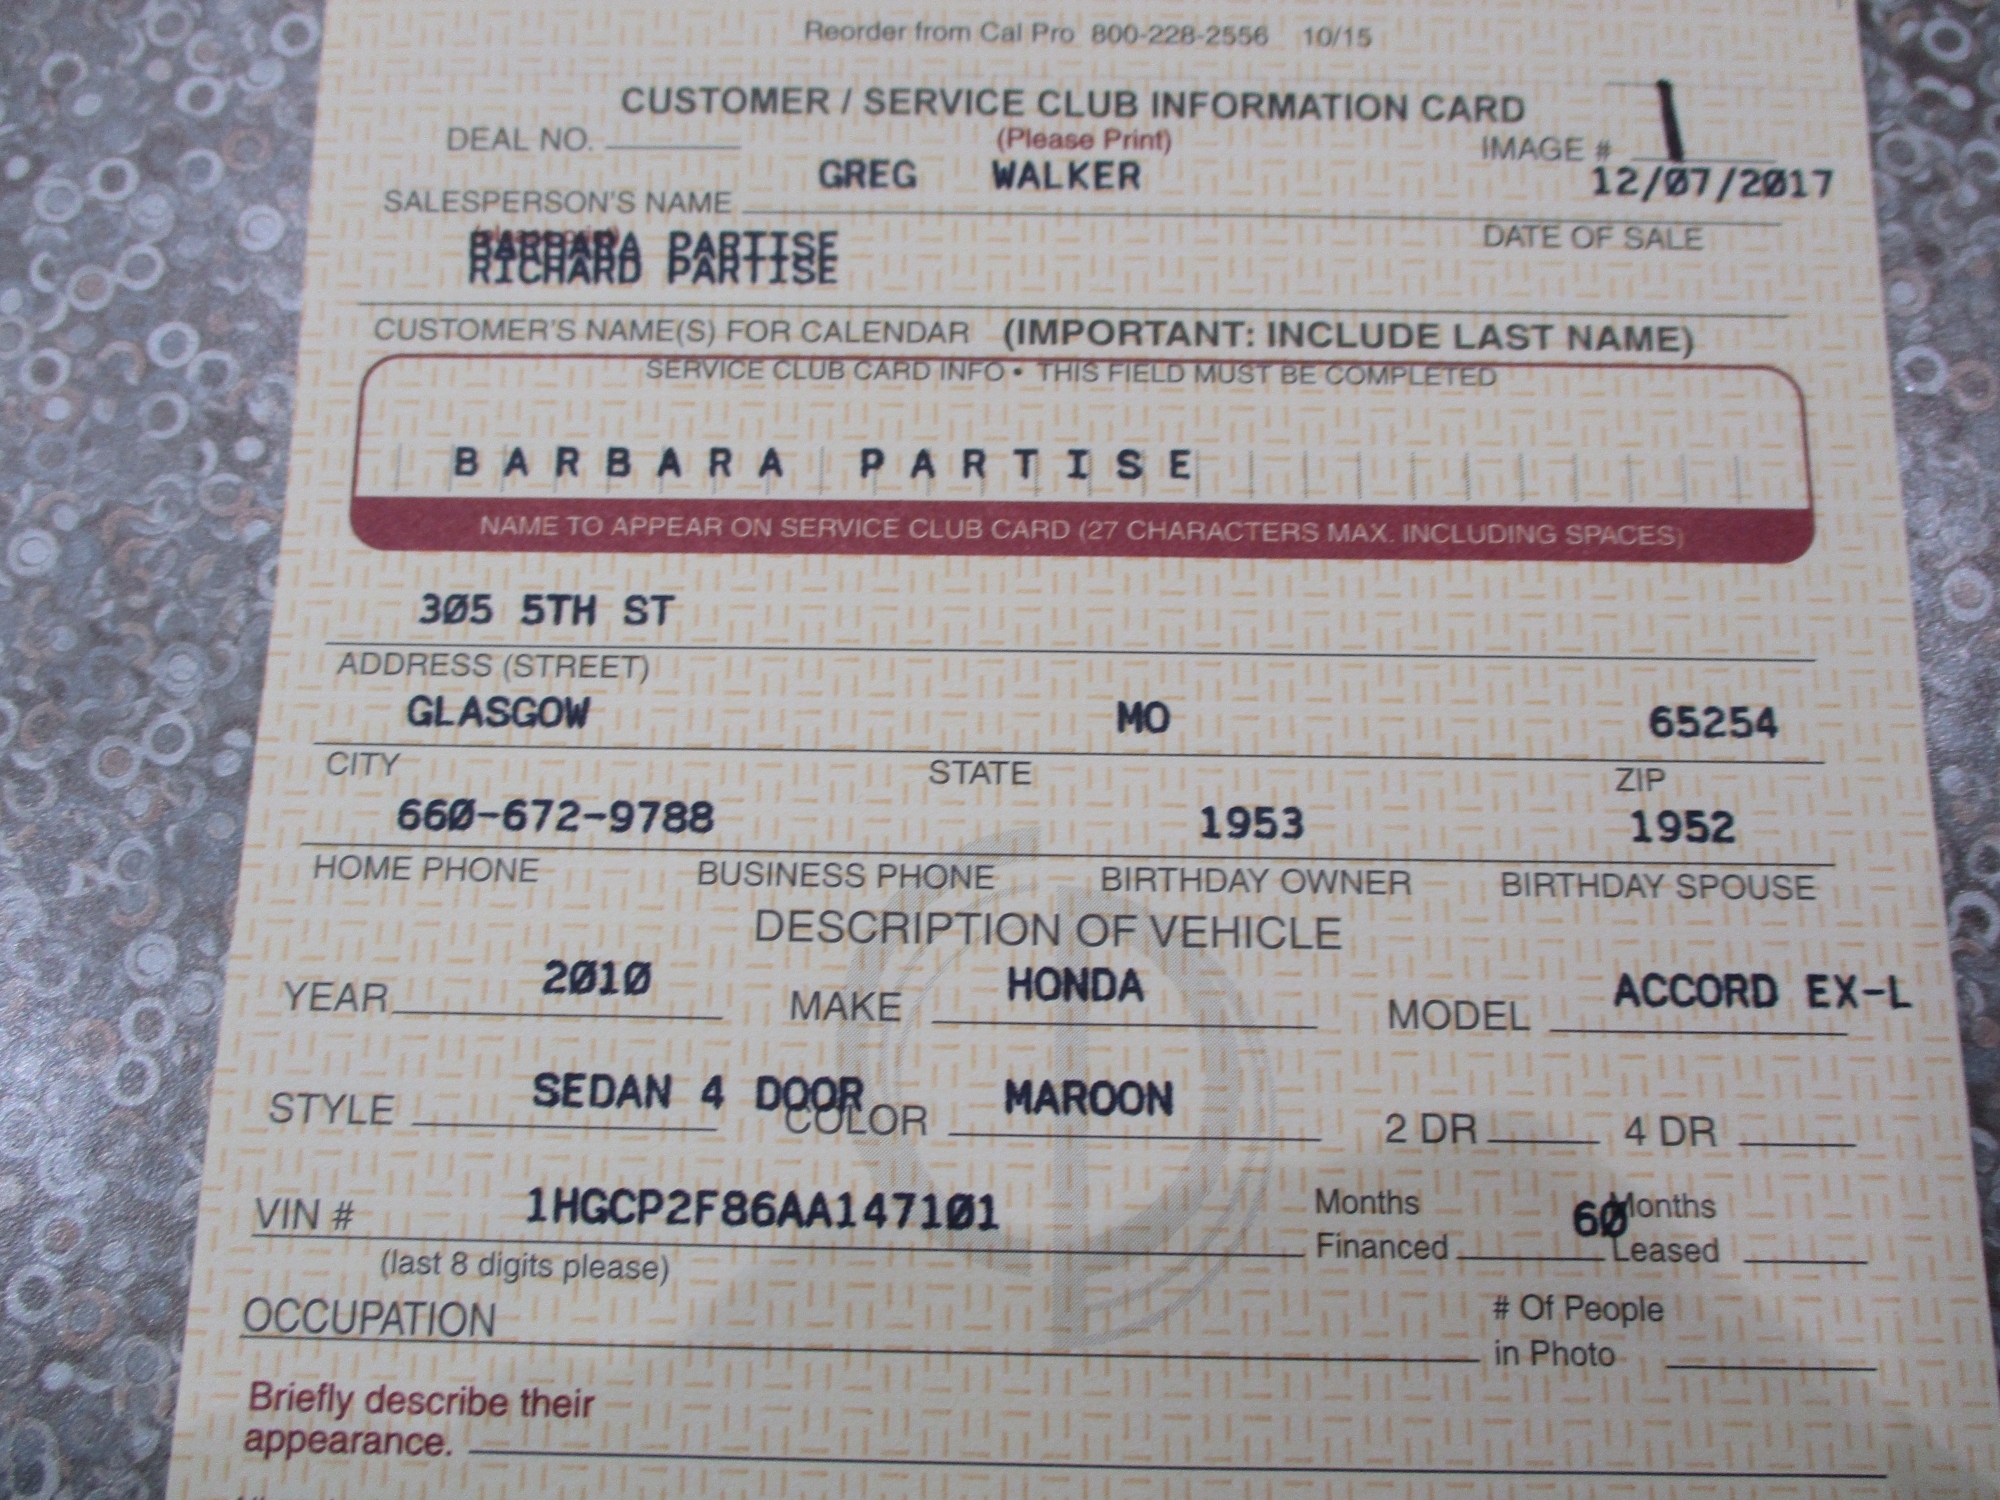 Reorder from Cal Pro 800-228-2556 10/15
CUSTOMER / SERVICE CLUB INFORMATION CARD
DEAL NO. (Please Print) IMAGE # 1
SALESPERSON'S NAME GREG WALKER 12/07/2017
(please print) DATE OF SALE
BARBARA PARTISE
RICHARD PARTISE
CUSTOMER'S NAME(S) FOR CALENDAR (IMPORTANT: INCLUDE LAST NAME)
SERVICE CLUB CARD INFO • THIS FIELD MUST BE COMPLETED
BARBARA PARTISE
NAME TO APPEAR ON SERVICE CLUB CARD (27 CHARACTERS MAX. INCLUDING SPACES)
305 5TH ST
ADDRESS (STREET)
GLASGOW MO 65254
CITY STATE ZIP
660-672-9788 1953 1952
HOME PHONE BUSINESS PHONE BIRTHDAY OWNER BIRTHDAY SPOUSE
DESCRIPTION OF VEHICLE
YEAR 2010 MAKE HONDA MODEL ACCORD EX-L
STYLE SEDAN 4 DOOR COLOR MAROON 2 DR 4 DR
VIN # 1HGCP2F86AA147101 Months Financed 60 Months Leased
(last 8 digits please)
OCCUPATION # Of People in Photo
Briefly describe their
appearance.